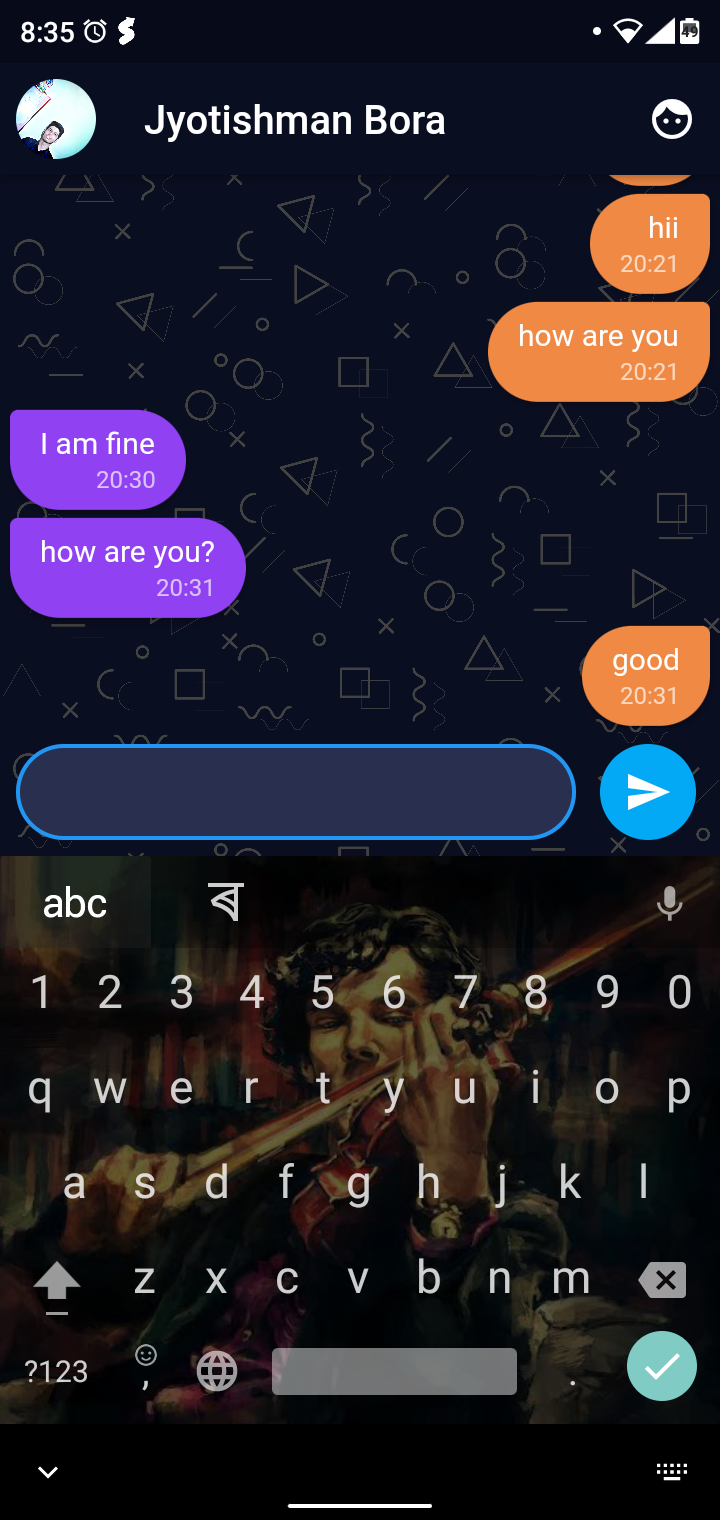 8:35
49
Jyotishman Bora
hii
20:21
how are you
20:21
I am fine
20:30
how are you?
20:31
good
20:31
abc
ব
1 2 3 4 5 6 7 8 9 0
q w e r t y u i o p
a s d f g h j k l
z x c v b n m
?123 , .